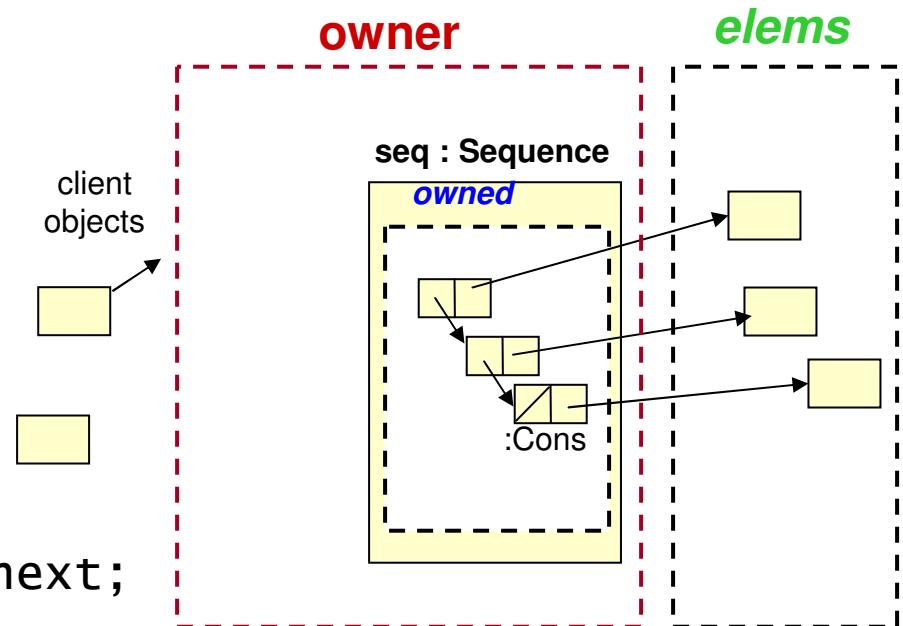 owner
elems
seq : Sequence
owned
client
objects
:Cons
next;